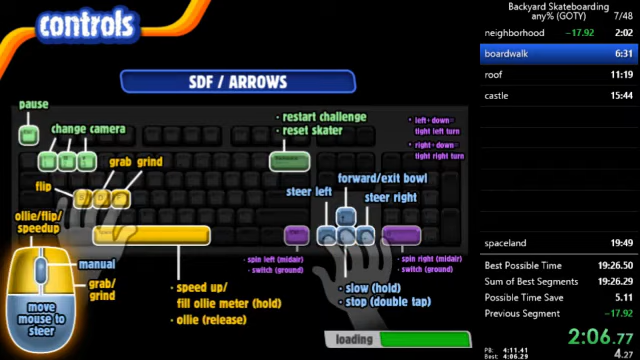 controls
SDF / ARROWS
pause
change camera
grab grind
flip
ollie/flip/
speedup
manual
grab/
grind
move
mouse to
steer
• speed up/
fill ollie meter (hold)
• ollie (release)
• restart challenge
• reset skater
• left+ down=
tight left turn
• right+ down=
tight right turn
forward/exit bowl
steer left
steer right
• spin left (midair)
• switch (ground)
• spin right (midair)
• switch (ground)
• slow (hold)
• stop (double tap)
loading
Backyard Skateboarding
any% (GOTY) 7/48
neighborhood -17.92 2:02
boardwalk 6:31
roof 11:19
castle 15:44
spaceland 19:49
Best Possible Time 19:26.50
Sum of Best Segments 19:26.29
Possible Time Save 5.11
Previous Segment -17.92
2:06.77
PB: 4:11.41
Best: 4:06.29
4.27